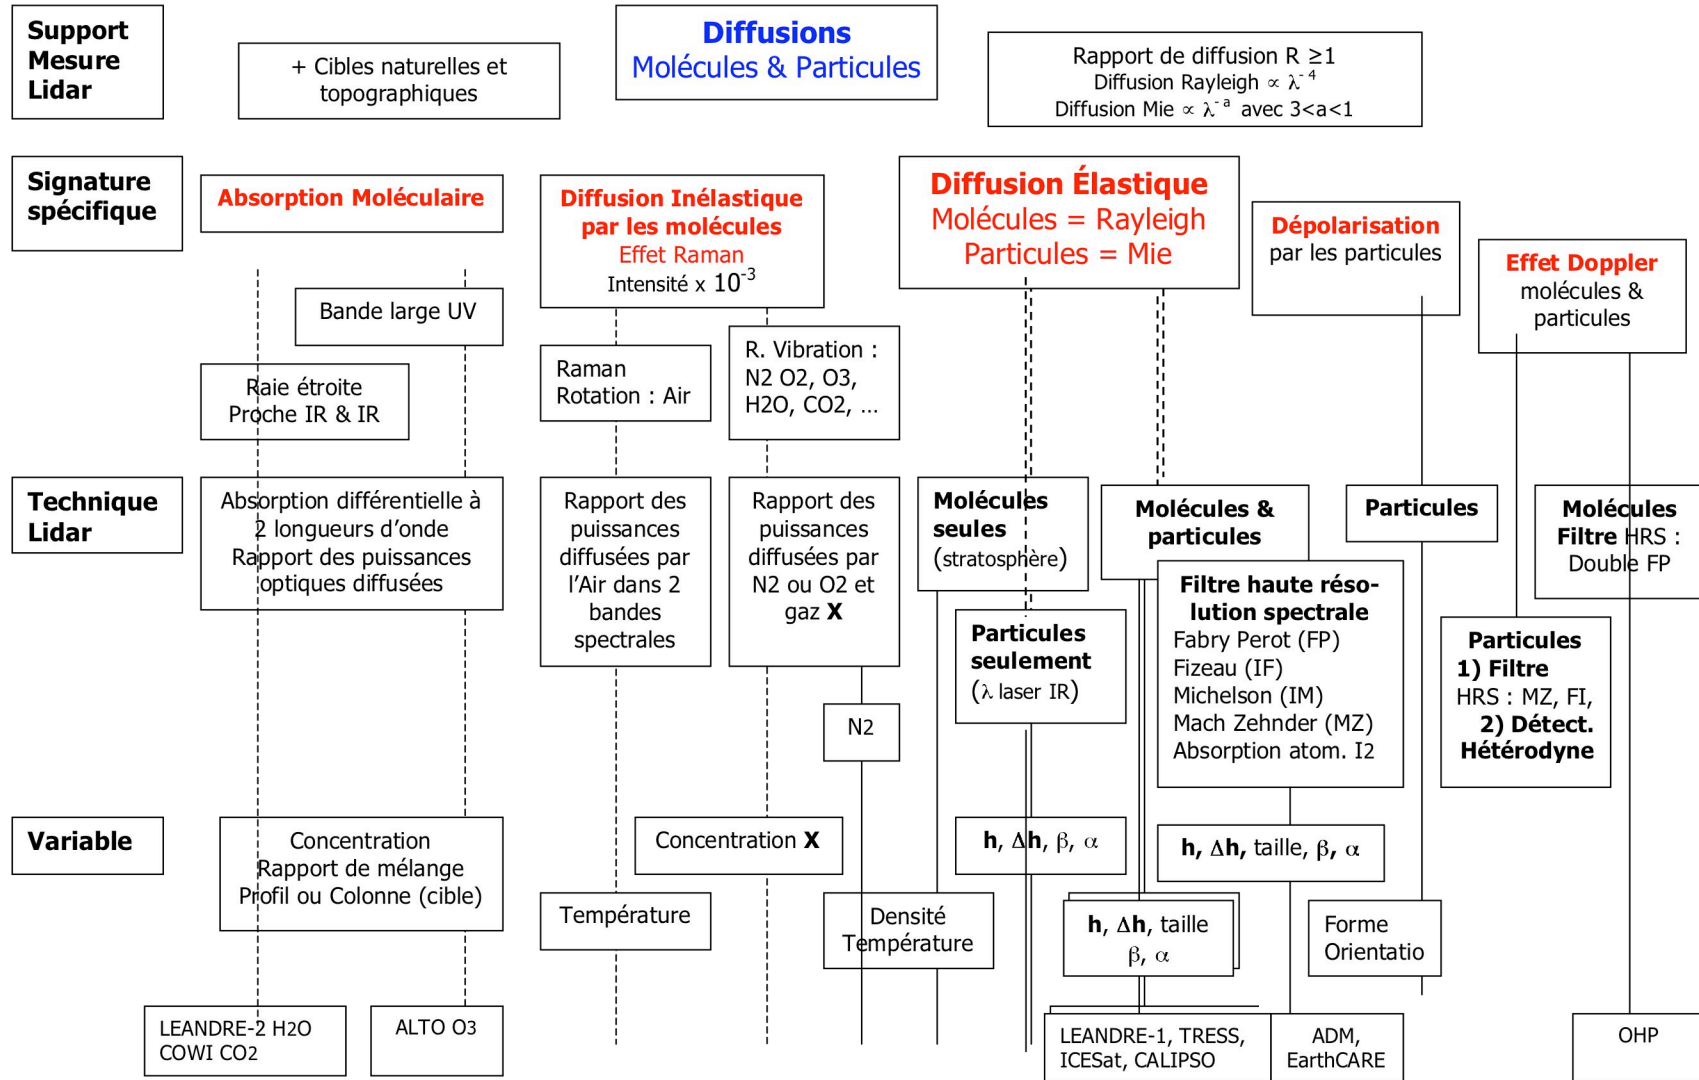 Support
Mesure
Lidar
+ Cibles naturelles et
topographiques
Diffusions
Molécules & Particules
Rapport de diffusion R ≥1
Diffusion Rayleigh ∝ λ⁻⁴
Diffusion Mie ∝ λ⁻ᵃ avec 3<a<1
Signature
spécifique
Absorption Moléculaire
Diffusion Inélastique
par les molécules
Effet Raman
Intensité x 10⁻³
Diffusion Élastique
Molécules = Rayleigh
Particules = Mie
Dépolarisation
par les particules
Effet Doppler
molécules &
particules
Bande large UV
Raie étroite
Proche IR & IR
Raman
Rotation : Air
R. Vibration :
N2 O2, O3,
H2O, CO2, ...
Technique
Lidar
Absorption différentielle à
2 longueurs d'onde
Rapport des puissances
optiques diffusées
Rapport des
puissances
diffusées par
l'Air dans 2
bandes
spectrales
Rapport des
puissances
diffusées par
N2 ou O2 et
gaz X
Molécules
seules
(stratosphère)
Particules
seulement
(λ laser IR)
Molécules &
particules
Filtre haute réso-
lution spectrale
Fabry Perot (FP)
Fizeau (IF)
Michelson (IM)
Mach Zehnder (MZ)
Absorption atom. I2
Particules
Molécules
Filtre HRS :
Double FP
Particules
1) Filtre
HRS : MZ, FI,
2) Détect.
Hétérodyne
N2
Variable
Concentration
Rapport de mélange
Profil ou Colonne (cible)
Concentration X
h, Δh, β, α
h, Δh, taille, β, α
Température
Densité
Température
h, Δh, taille
β, α
Forme
Orientatio
LEANDRE-2 H2O
COWI CO2
ALTO O3
LEANDRE-1, TRESS,
ICESat, CALIPSO
ADM,
EarthCARE
OHP